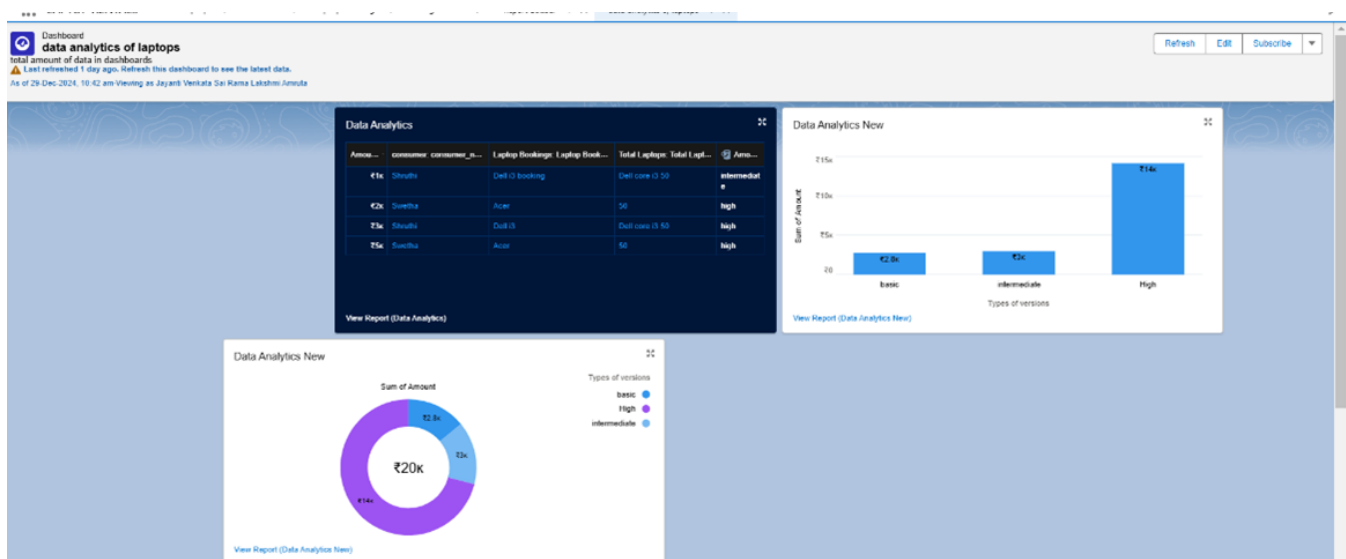 Dashboard
data analytics of laptops
total amount of data in dashboards
Last refreshed 1 day ago. Refresh this dashboard to see the latest data.
As of 29-Dec-2024, 10:42 am·Viewing as Jayanti Venkata Sai Rama Lakshmi Amruta
Refresh Edit Subscribe
Data Analytics
Amou... consumer: consumer_n... Laptop Bookings: Laptop Book... Total Laptops: Total Lapt... Amo...
₹1K Shruthi Dell i3 booking Dell core i3 50 intermediat
e
₹2K Swetha Acer 50 high
₹3K Shruthi Dell i3 Dell core i3 50 high
₹5K Swetha Acer 50 high
View Report (Data Analytics)
Data Analytics New
Sum of Amount
₹15K
₹10K
₹5K
₹0
₹2.8K ₹3K ₹14K
basic intermediate High
Types of versions
View Report (Data Analytics New)
Data Analytics New
Sum of Amount
Types of versions
basic
High
intermediate
₹2.8K
₹3K
₹20K
₹14K
View Report (Data Analytics New)